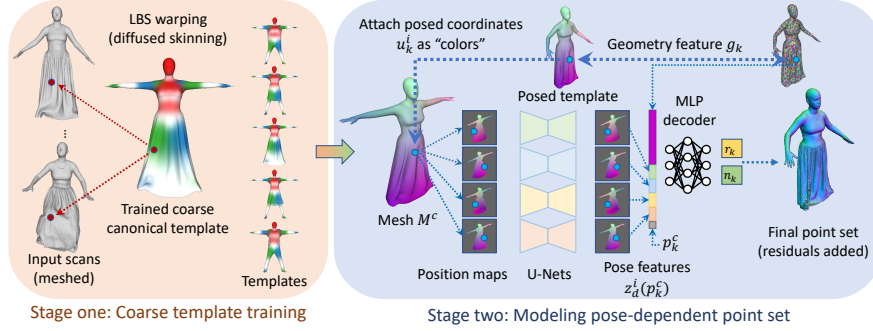 LBS warping
(diffused skinning)
Input scans
(meshed)
Trained coarse
canonical template
Templates
Stage one: Coarse template training
Attach posed coordinates
u_k^i as "colors"
Geometry feature g_k
Posed template
MLP
decoder
r_k
n_k
Mesh M^c
p_k^c
Position maps
U-Nets
Pose features
z_d^i(p_k^c)
Final point set
(residuals added)
Stage two: Modeling pose-dependent point set